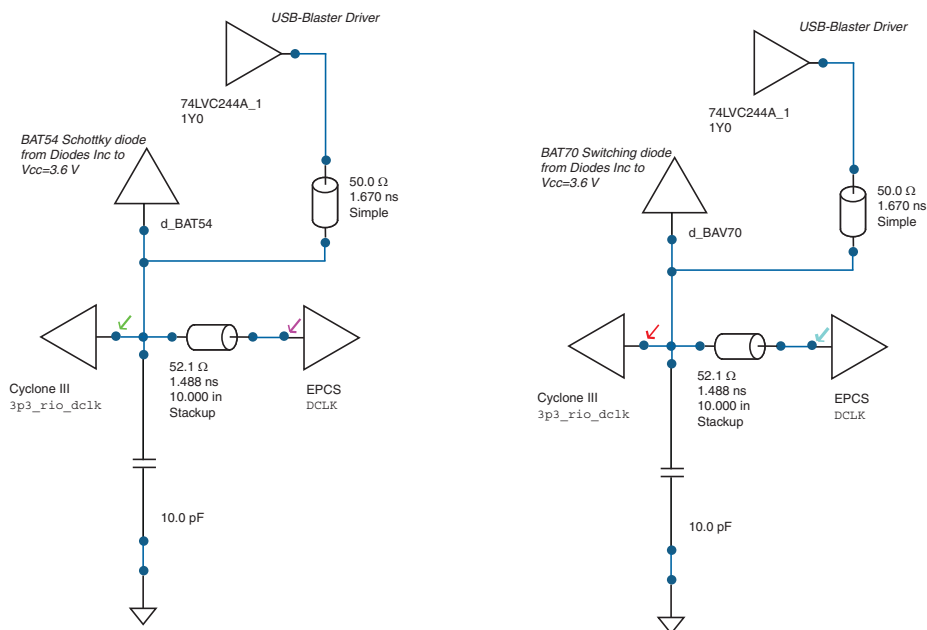 USB-Blaster Driver
74LVC244A_1
1Y0
BAT54 Schottky diode
from Diodes Inc to
Vcc=3.6 V
50.0 Ω
1.670 ns
Simple
d_BAT54
Cyclone III
3p3_rio_dclk
52.1 Ω
1.488 ns
10.000 in
Stackup
EPCS
DCLK
10.0 pF
USB-Blaster Driver
74LVC244A_1
1Y0
BAT70 Switching diode
from Diodes Inc to
Vcc=3.6 V
50.0 Ω
1.670 ns
Simple
d_BAV70
Cyclone III
3p3_rio_dclk
52.1 Ω
1.488 ns
10.000 in
Stackup
EPCS
DCLK
10.0 pF